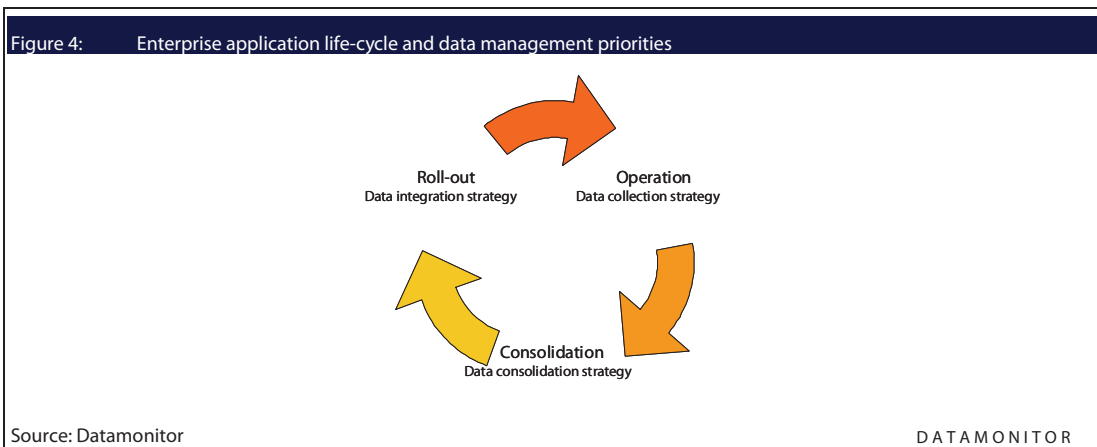 Figure 4: Enterprise application life-cycle and data management priorities
Roll-out
Data integration strategy
Operation
Data collection strategy
Consolidation
Data consolidation strategy
Source: Datamonitor
DATAMONITOR